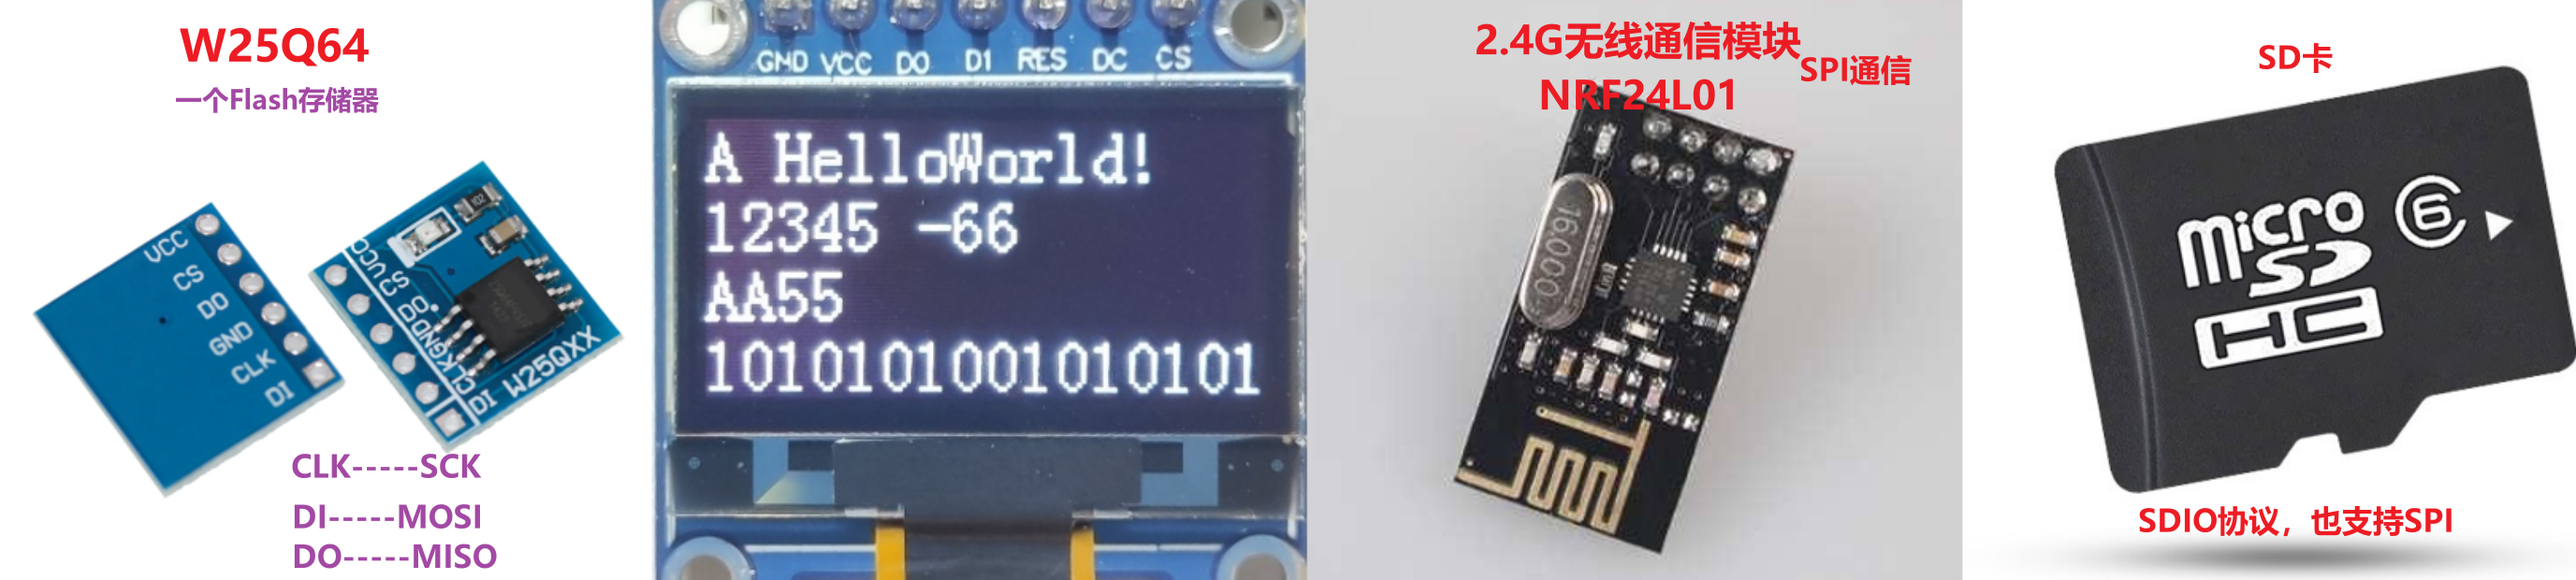 W25Q64
一个Flash存储器
VCC
CS
DO
GND
CLK
DI
VCC
CS
DO
GND
CLK
DI
W25QXX
CLK-----SCK
DI-----MOSI
DO-----MISO
GND VCC D0 D1 RES DC CS
A HelloWorld!
12345 -66
AA55
1010101001010101
2.4G无线通信模块
SPI通信
NRF24L01
16.000
SD卡
micro
SD
HC
6
SDIO协议，也支持SPI